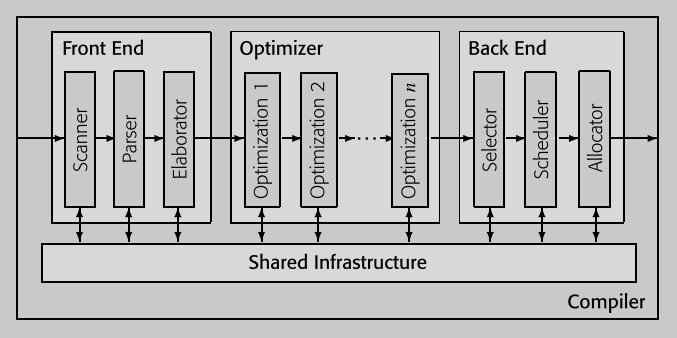 Front End
Optimizer
Back End
Scanner
Parser
Elaborator
Optimization 1
Optimization 2
...
Optimization n
Selector
Scheduler
Allocator
Shared Infrastructure
Compiler